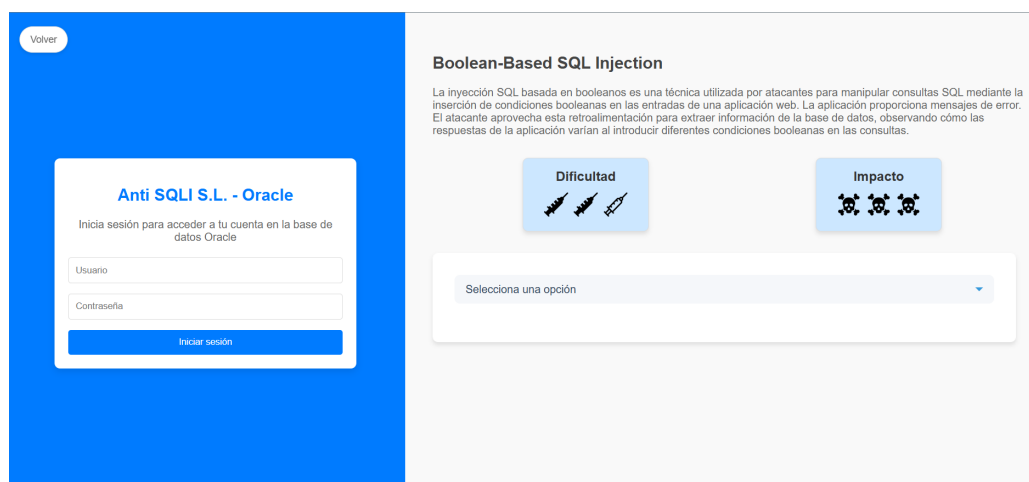 Volver
Anti SQLI S.L. - Oracle
Inicia sesión para acceder a tu cuenta en la base de
datos Oracle
Usuario
Contraseña
Iniciar sesión
Boolean-Based SQL Injection
La inyección SQL basada en booleanos es una técnica utilizada por atacantes para manipular consultas SQL mediante la
inserción de condiciones booleanas en las entradas de una aplicación web. La aplicación proporciona mensajes de error.
El atacante aprovecha esta retroalimentación para extraer información de la base de datos, observando cómo las
respuestas de la aplicación varían al introducir diferentes condiciones booleanas en las consultas.
Dificultad
Impacto
Selecciona una opción